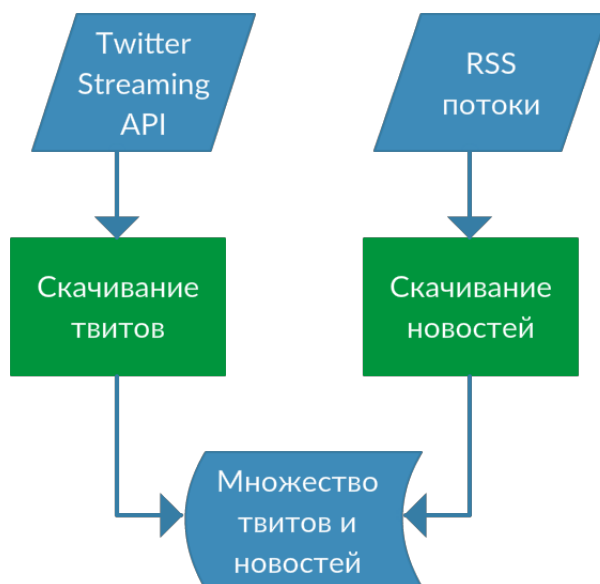 Twitter
Streaming
API
RSS
потоки
Скачивание
твитов
Скачивание
новостей
Множество
твитов и
новостей